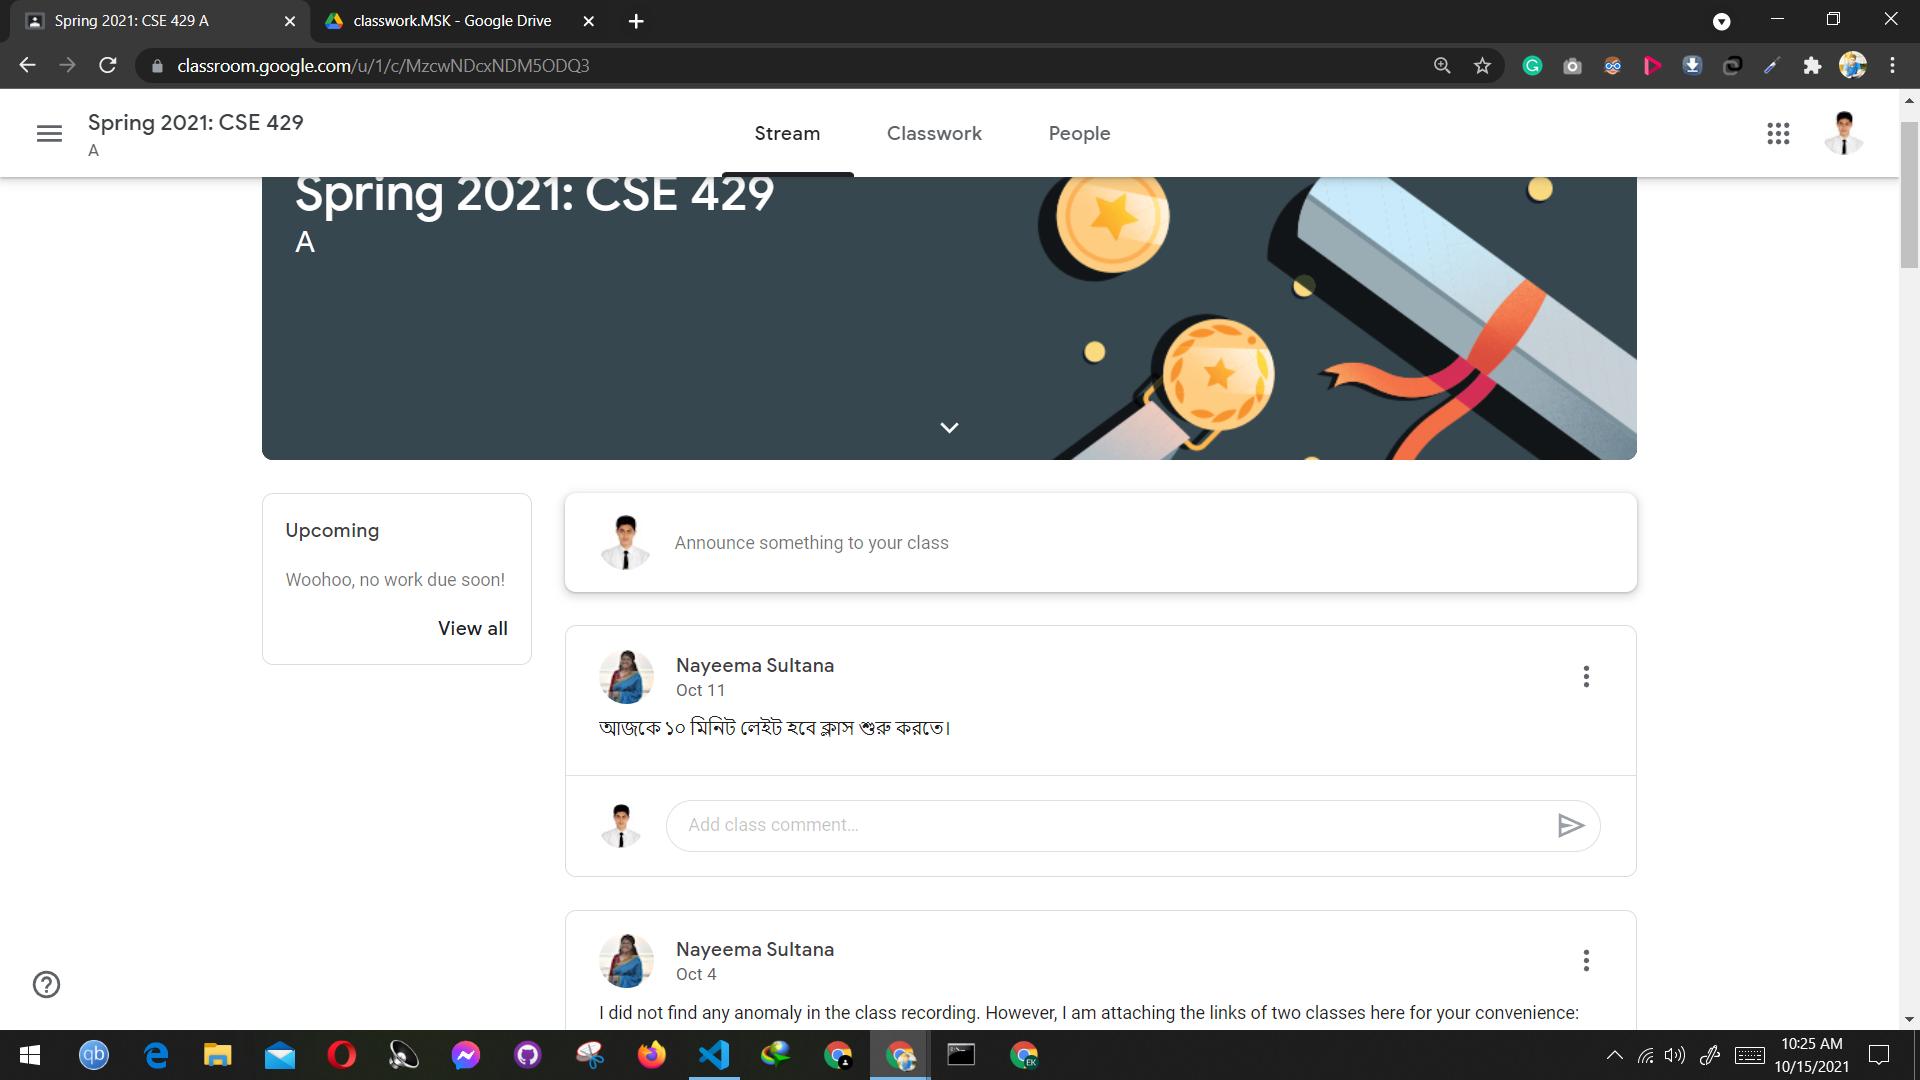 Spring 2021: CSE 429 A
classwork.MSK - Google Drive
classroom.google.com/u/1/c/MzcwNDcxNDM5ODQ3
Spring 2021: CSE 429
A
Stream
Classwork
People
Spring 2021: CSE 429
A
Upcoming
Woohoo, no work due soon!
View all
Announce something to your class
Nayeema Sultana
Oct 11
আজকে ১০ মিনিট লেইট হবে ক্লাস শুরু করতে।
Add class comment...
Nayeema Sultana
Oct 4
I did not find any anomaly in the class recording. However, I am attaching the links of two classes here for your convenience:
qb
EK
10:25 AM
10/15/2021